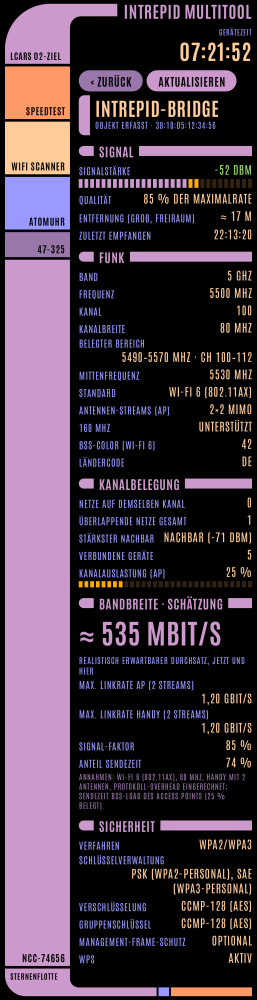 INTREPID MULTITOOL
GERÄTEZEIT
07:21:52
LCARS 02-ZIEL
SPEEDTEST
WIFI SCANNER
ATOMUHR
47-325
NCC-74656
STERNENFLOTTE
< ZURÜCK
AKTUALISIEREN
INTREPID-BRIDGE
OBJEKT ERFASST · 38:10:D5:12:34:56
SIGNAL
SIGNALSTÄRKE -52 DBM
QUALITÄT 85 % DER MAXIMALRATE
ENTFERNUNG (GROB, FREIRAUM) ≈ 17 M
ZULETZT EMPFANGEN 22:13:20
FUNK
BAND 5 GHZ
FREQUENZ 5500 MHZ
KANAL 100
KANALBREITE 80 MHZ
BELEGTER BEREICH
5490-5570 MHZ · CH 100-112
MITTENFREQUENZ 5530 MHZ
STANDARD WI-FI 6 (802.11AX)
ANTENNEN-STREAMS (AP) 2×2 MIMO
160 MHZ UNTERSTÜTZT
BSS-COLOR (WI-FI 6) 42
LÄNDERCODE DE
KANALBELEGUNG
NETZE AUF DEMSELBEN KANAL 0
ÜBERLAPPENDE NETZE GESAMT 1
STÄRKSTER NACHBAR NACHBAR (-71 DBM)
VERBUNDENE GERÄTE 5
KANALAUSLASTUNG (AP) 25 %
BANDBREITE · SCHÄTZUNG
≈ 535 MBIT/S
REALISTISCH ERWARTBARER DURCHSATZ, JETZT UND
HIER
MAX. LINKRATE AP (2 STREAMS)
1,20 GBIT/S
MAX. LINKRATE HANDY (2 STREAMS)
1,20 GBIT/S
SIGNAL-FAKTOR 85 %
ANTEIL SENDEZEIT 74 %
ANNAHMEN: WI-FI 6 (802.11AX), 80 MHZ, HANDY MIT 2
ANTENNEN, PROTOKOLL-OVERHEAD EINGERECHNET;
SENDEZEIT BSS-LOAD DES ACCESS POINTS (25 %
BELEGT).
SICHERHEIT
VERFAHREN WPA2/WPA3
SCHLÜSSELVERWALTUNG
PSK (WPA2-PERSONAL), SAE
(WPA3-PERSONAL)
VERSCHLÜSSELUNG CCMP-128 (AES)
GRUPPENSCHLÜSSEL CCMP-128 (AES)
MANAGEMENT-FRAME-SCHUTZ OPTIONAL
WPS AKTIV